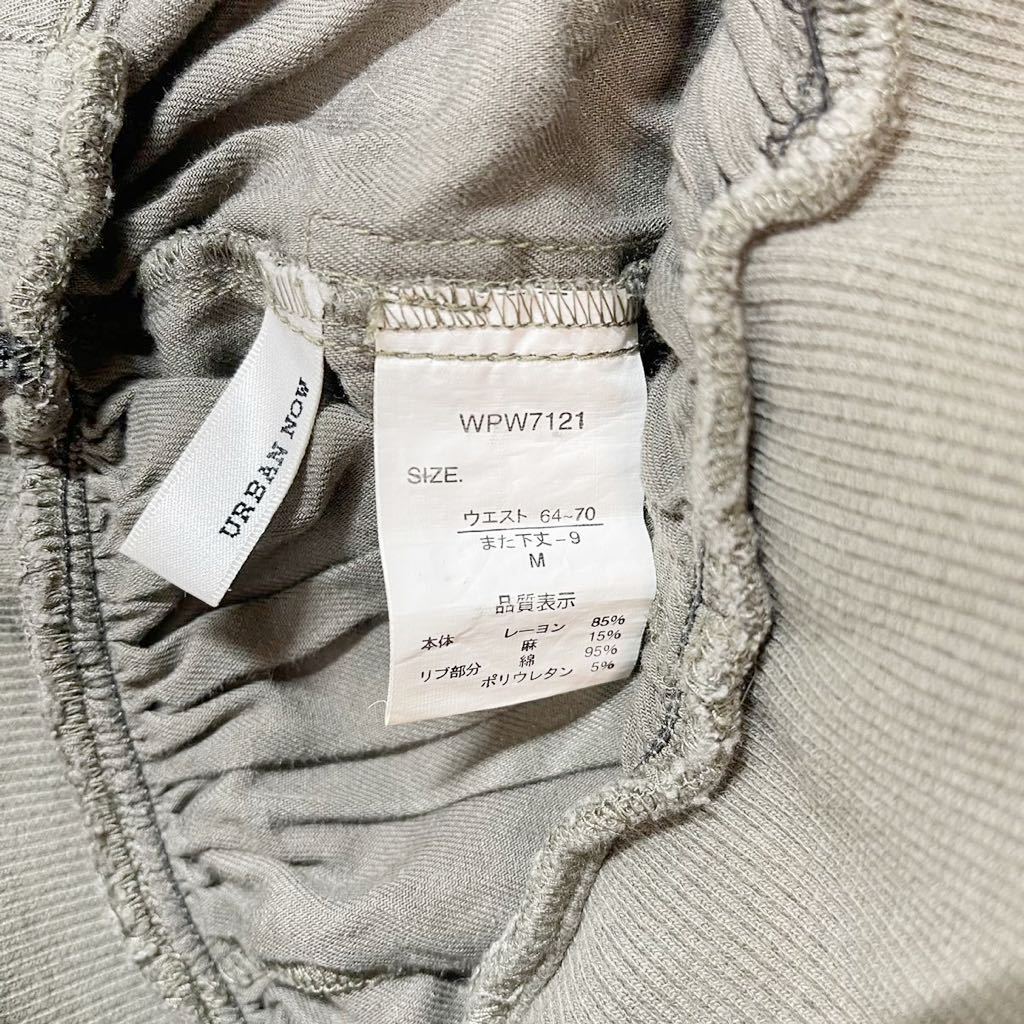 URBAN NOW
WPW7121
SIZE.
ウエスト 64~70
また下丈-9
M
品質表示
本体 レーヨン 85%
麻 15%
リブ部分 綿 95%
ポリウレタン 5%